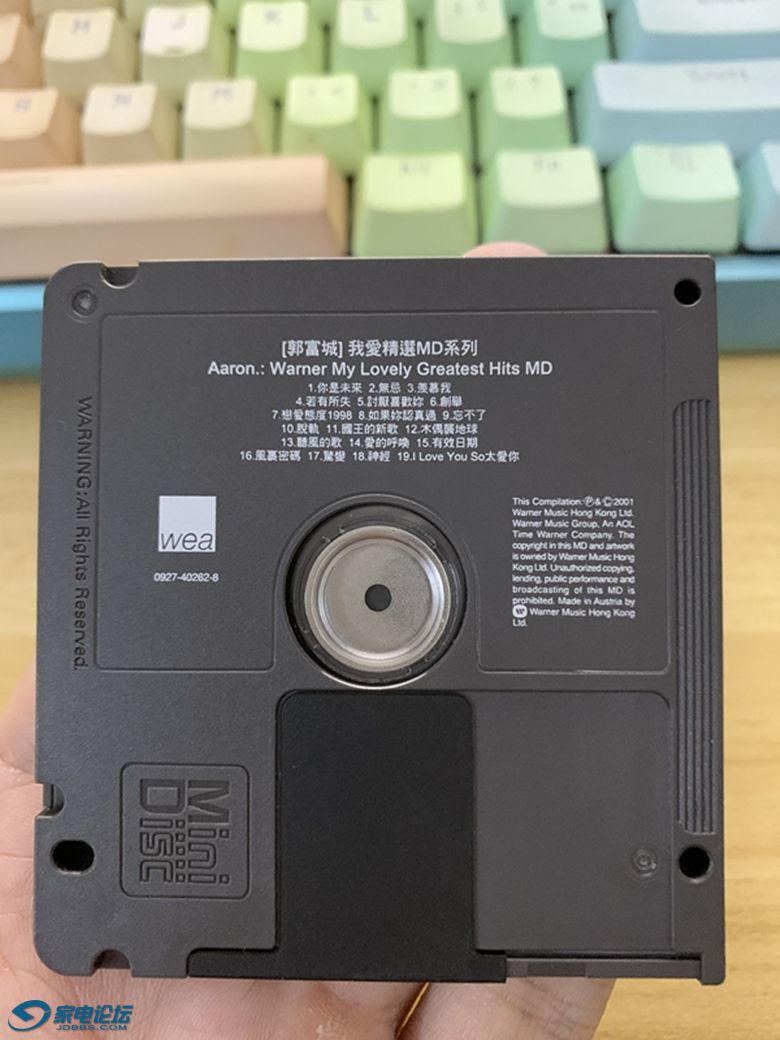 [郭富城] 我愛精選MD系列
Aaron.: Warner My Lovely Greatest Hits MD
1.你是未來 2.無忌 3.羨慕我
4.若有所失 5.討厭喜歡妳 6.創舉
7.戀愛態度1998 8.如果妳認真過 9.忘不了
10.脫軌 11.國王的新歌 12.木偶襲地球
13.聽風的歌 14.愛的呼喚 15.有效日期
16.風裏密碼 17.驚變 18.神經 19.I Love You So太愛你
WARNING:All Rights Reserved.
wea
0927-40262-8
This Compilation:Ⓟ&Ⓒ2001
Warner Music Hong Kong Ltd.
Warner Music Group, An AOL
Time Warner Company. The
copyright in this MD and artwork
is owned by Warner Music Hong
Kong Ltd. Unauthorized copying,
lending, public performance and
broadcasting of this MD is
prohibited. Made in Austria by
Warner Music Hong Kong
Ltd.
Mini
Disc
家电论坛
JDBBS.COM